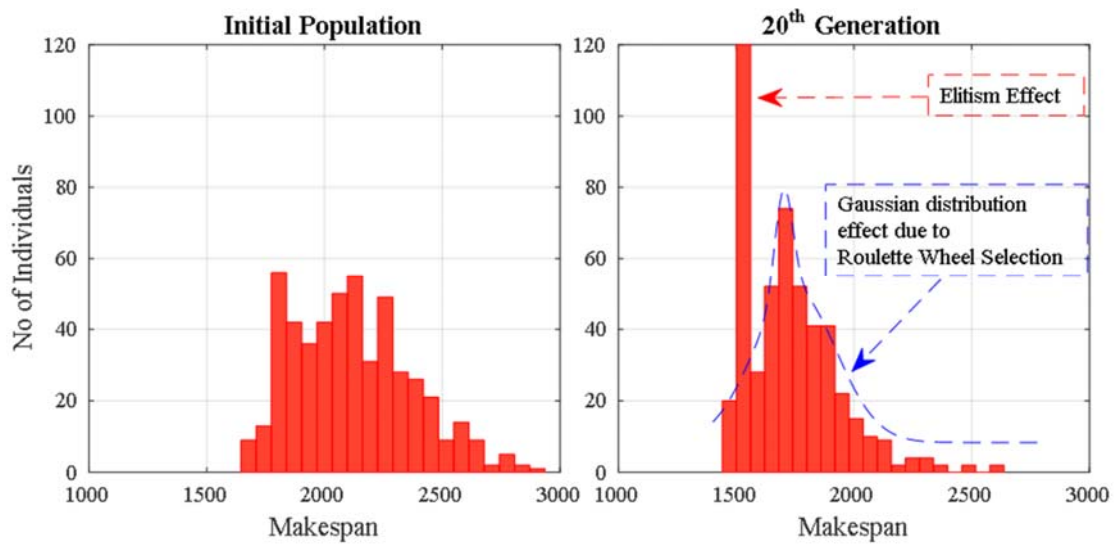 Initial Population
20th Generation
No of Individuals
120
100
80
60
40
20
0
1000
1500
2000
2500
3000
Makespan
120
100
80
60
40
20
0
1000
1500
2000
2500
3000
Makespan
Elitism Effect
Gaussian distribution
effect due to
Roulette Wheel Selection